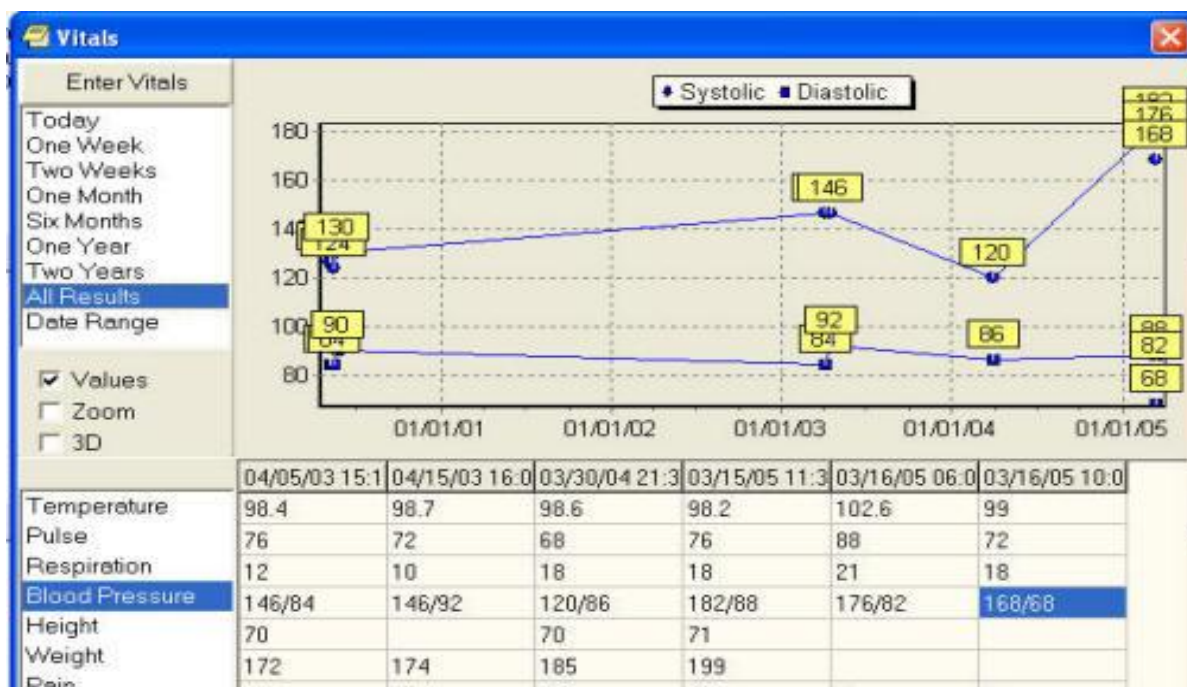 Vitals
Enter Vitals
Today
One Week
Two Weeks
One Month
Six Months
One Year
Two Years
All Results
Date Range
Values
Zoom
3D
Systolic Diastolic
180
160
120
100
80
130
124
146
120
182
176
168
90
84
92
84
86
88
82
68
01/01/01 01/01/02 01/01/03 01/01/04 01/01/05
04/05/03 15:1 04/15/03 16:0 03/30/04 21:3 03/15/05 11:3 03/16/05 06:0 03/16/05 10:0
Temperature 98.4 98.7 98.6 98.2 102.6 99
Pulse 76 72 68 76 88 72
Respiration 12 10 18 18 21 18
Blood Pressure 146/84 146/92 120/86 182/88 176/82 168/68
Height 70 70 71
Weight 172 174 185 199
Pain